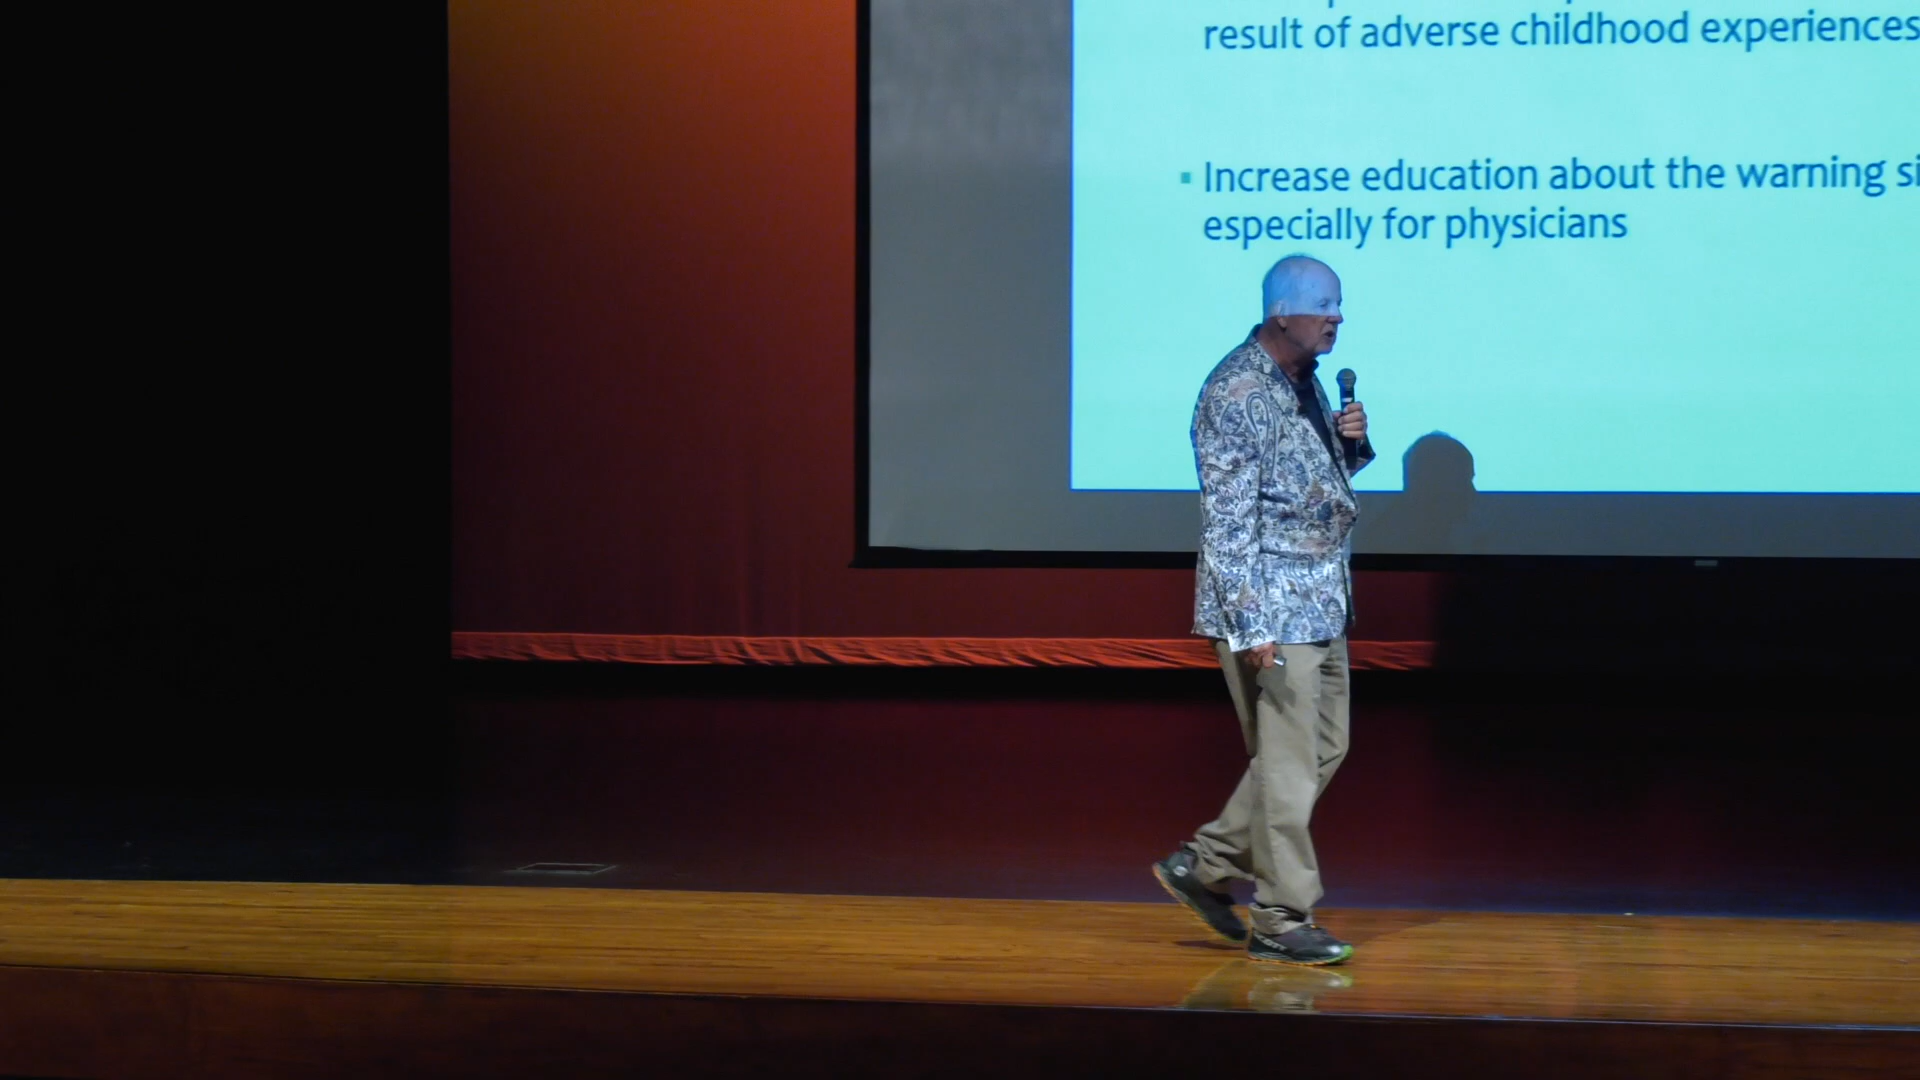 result of adverse childhood experiences
Increase education about the warning
especially for physicians